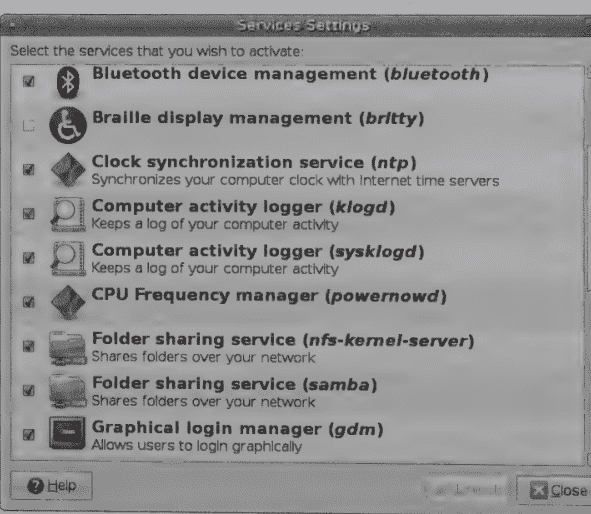 Services Settings
Select the services that you wish to activate:
Bluetooth device management (bluetooth)
Braille display management (brltty)
Clock synchronization service (ntp)
Synchronizes your computer clock with Internet time servers
Computer activity logger (klogd)
Keeps a log of your computer activity
Computer activity logger (sysklogd)
Keeps a log of your computer activity
CPU Frequency manager (powernowd)
Folder sharing service (nfs-kernel-server)
Shares folders over your network
Folder sharing service (samba)
Shares folders over your network
Graphical login manager (gdm)
Allows users to login graphically
Help
Close